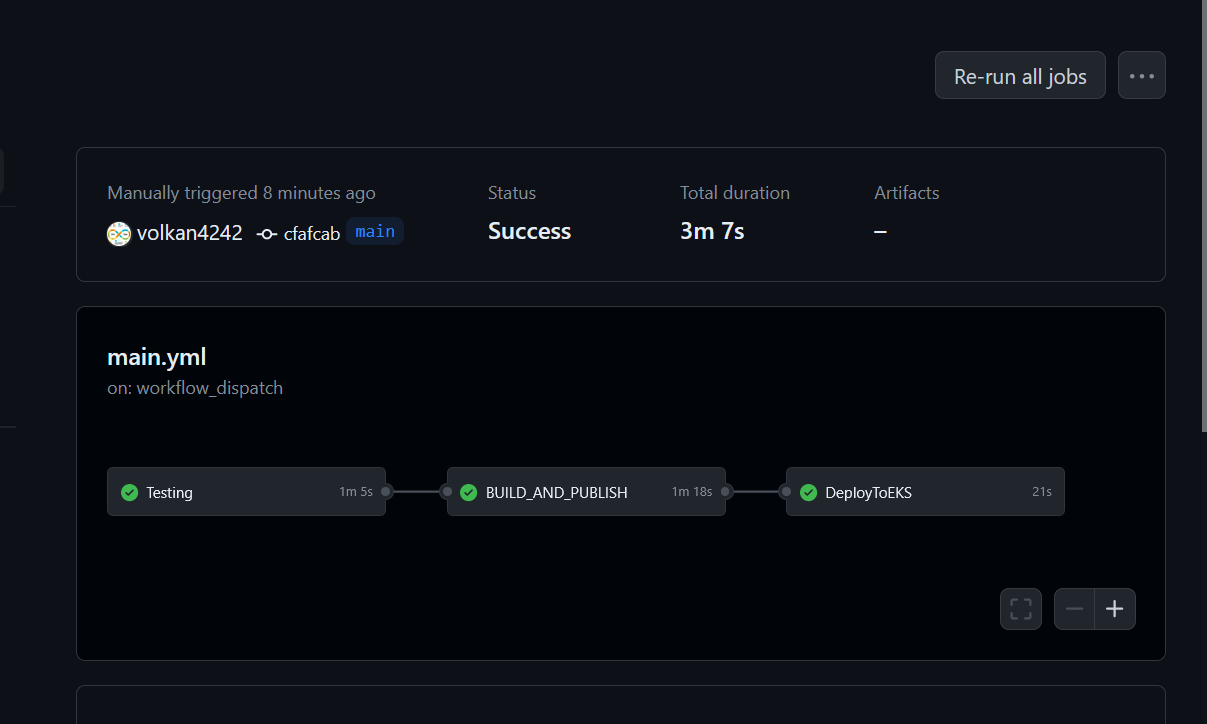 Re-run all jobs
Manually triggered 8 minutes ago
Status
Total duration
Artifacts
volkan4242 cfafcab main
Success
3m 7s
–
main.yml
on: workflow_dispatch
Testing 1m 5s
BUILD_AND_PUBLISH 1m 18s
DeployToEKS 21s